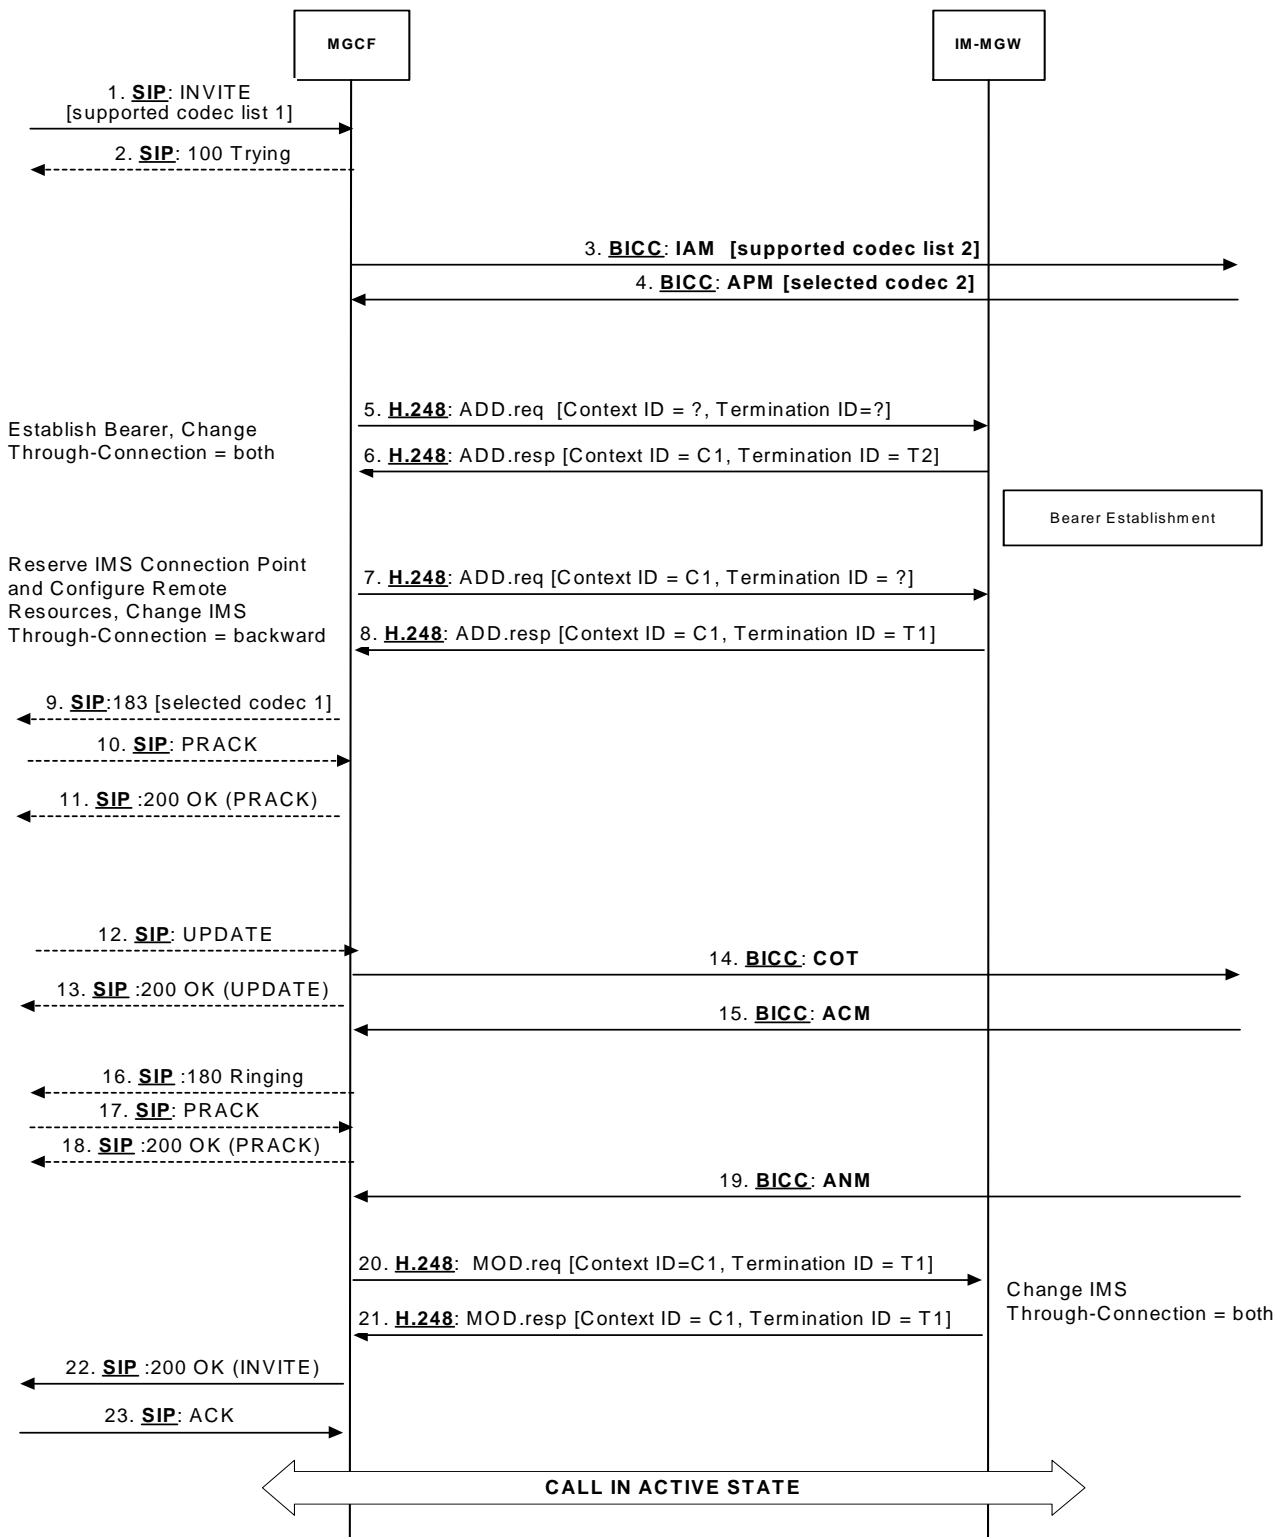 MGCF
IM-MGW
1. SIP: INVITE
[supported codec list 1]
2. SIP: 100 Trying
3. BICC: IAM [supported codec list 2]
4. BICC: APM [selected codec 2]
5. H.248: ADD.req [Context ID = ?, Termination ID=?]
Establish Bearer, Change
Through-Connection = both
6. H.248: ADD.resp [Context ID = C1, Termination ID = T2]
Bearer Establishment
Reserve IMS Connection Point
and Configure Remote
Resources, Change IMS
Through-Connection = backward
7. H.248: ADD.req [Context ID = C1, Termination ID = ?]
8. H.248: ADD.resp [Context ID = C1, Termination ID = T1]
9. SIP:183 [selected codec 1]
10. SIP: PRACK
11. SIP :200 OK (PRACK)
12. SIP: UPDATE
14. BICC: COT
13. SIP :200 OK (UPDATE)
15. BICC: ACM
16. SIP :180 Ringing
17. SIP: PRACK
18. SIP :200 OK (PRACK)
19. BICC: ANM
20. H.248: MOD.req [Context ID=C1, Termination ID = T1]
Change IMS
Through-Connection = both
21. H.248: MOD.resp [Context ID = C1, Termination ID = T1]
22. SIP :200 OK (INVITE)
23. SIP: ACK
CALL IN ACTIVE STATE